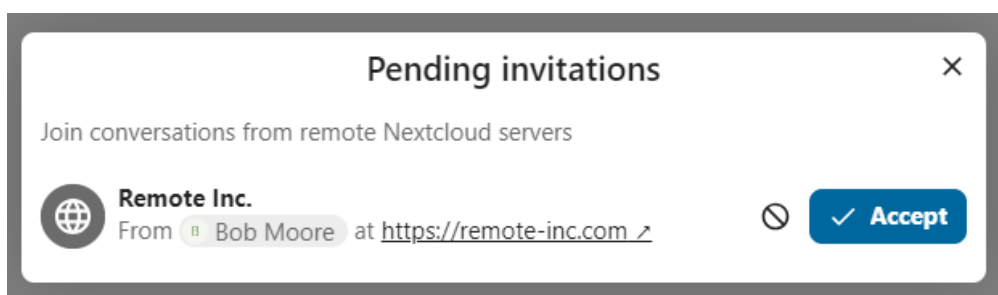 Pending invitations
Join conversations from remote Nextcloud servers
Remote Inc.
From B Bob Moore at https://remote-inc.com ↗
Accept